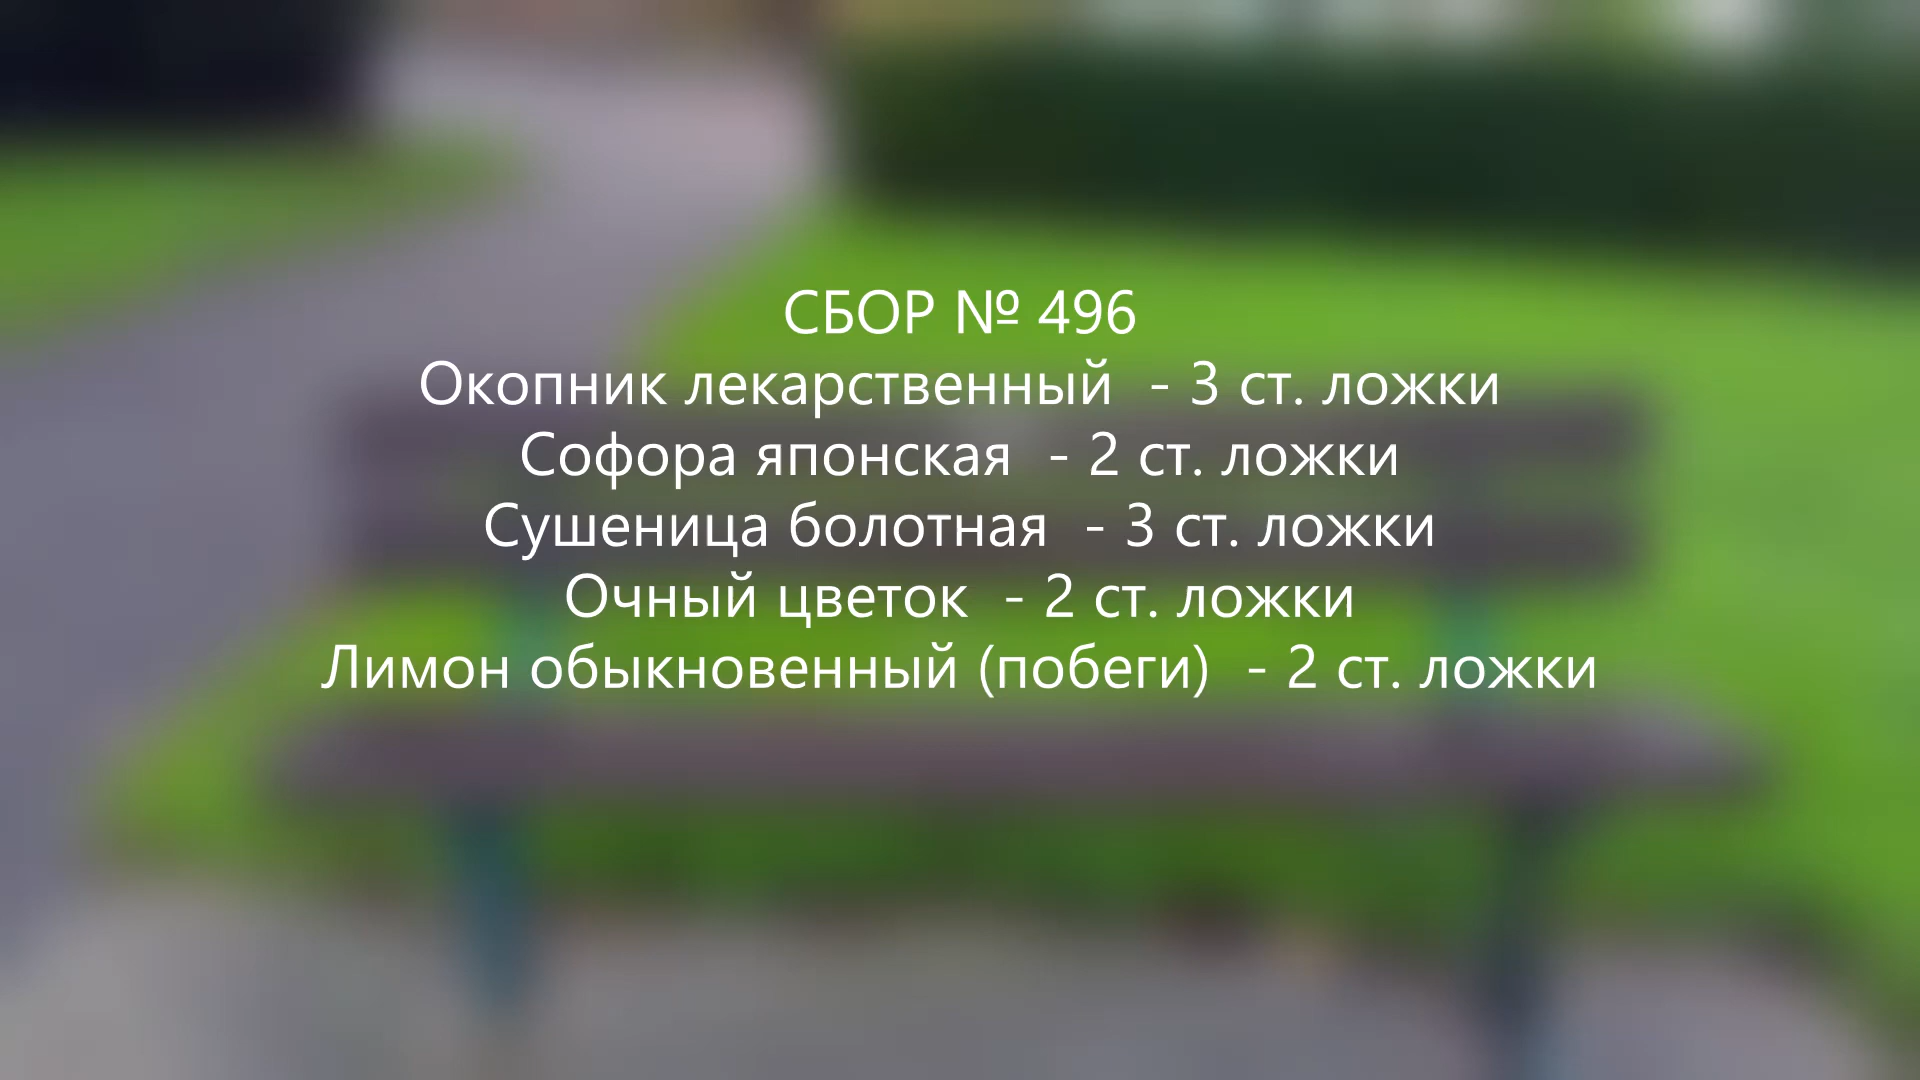 СБОР № 496
Окопник лекарственный - 3 ст. ложки
Софора японская - 2 ст. ложки
Сушеница болотная - 3 ст. ложки
Очный цветок - 2 ст. ложки
Лимон обыкновенный (побеги) - 2 ст. ложки